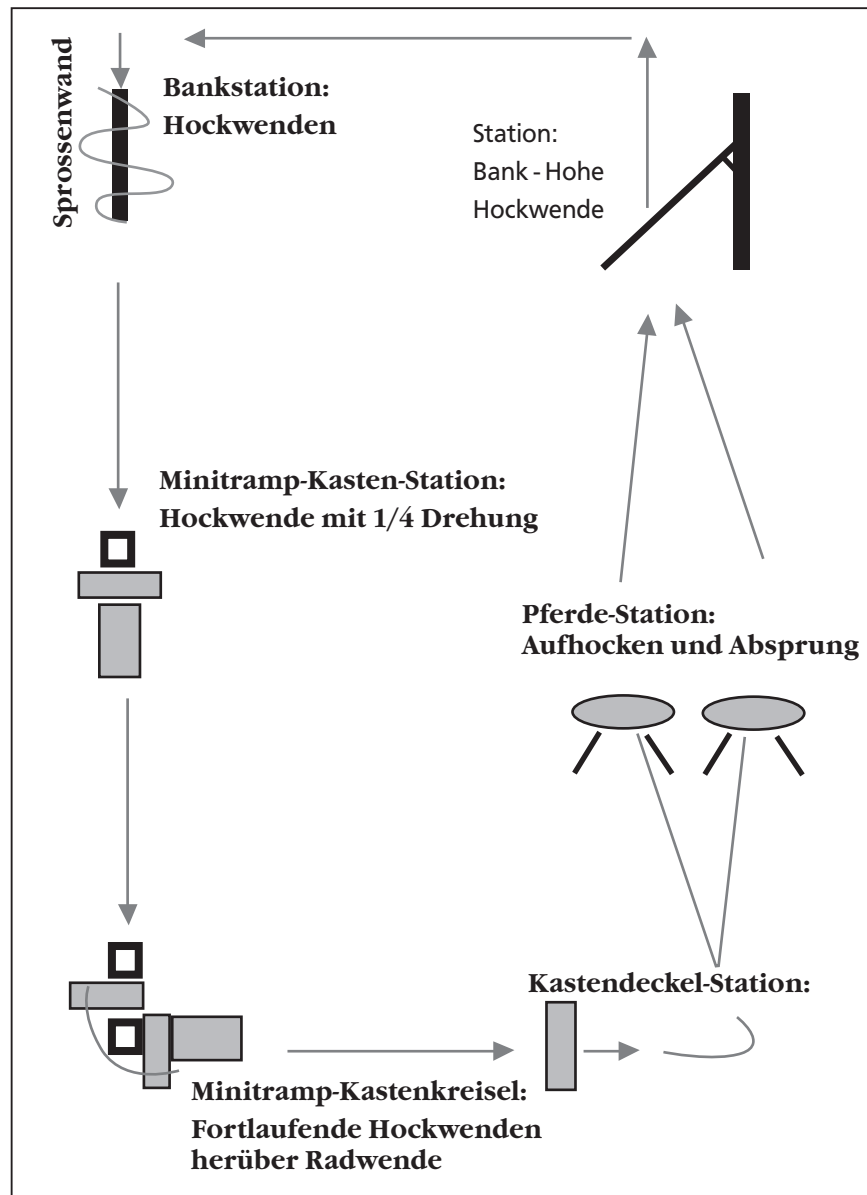 Sprossenwand
Bankstation:
Hockwenden
Station:
Bank - Hohe
Hockwende
Minitramp-Kasten-Station:
Hockwende mit 1/4 Drehung
Pferde-Station:
Aufhocken und Absprung
Kastendeckel-Station:
Minitramp-Kastenkreisel:
Fortlaufende Hockwenden
herüber Radwende